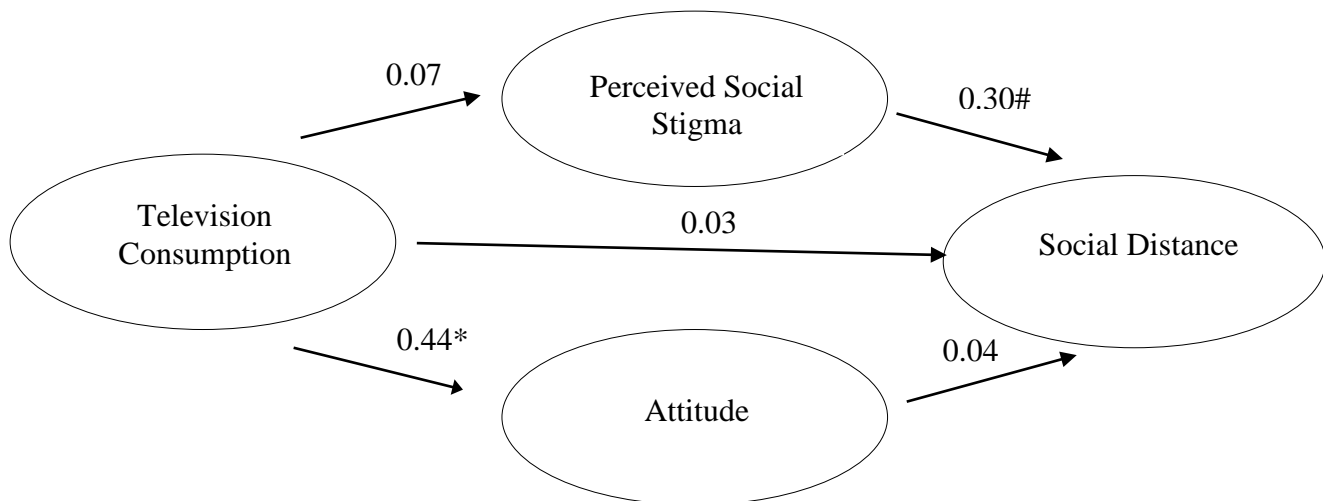 0.07
Perceived Social
Stigma
0.30#
Television
Consumption
0.03
Social Distance
0.44*
0.04
Attitude